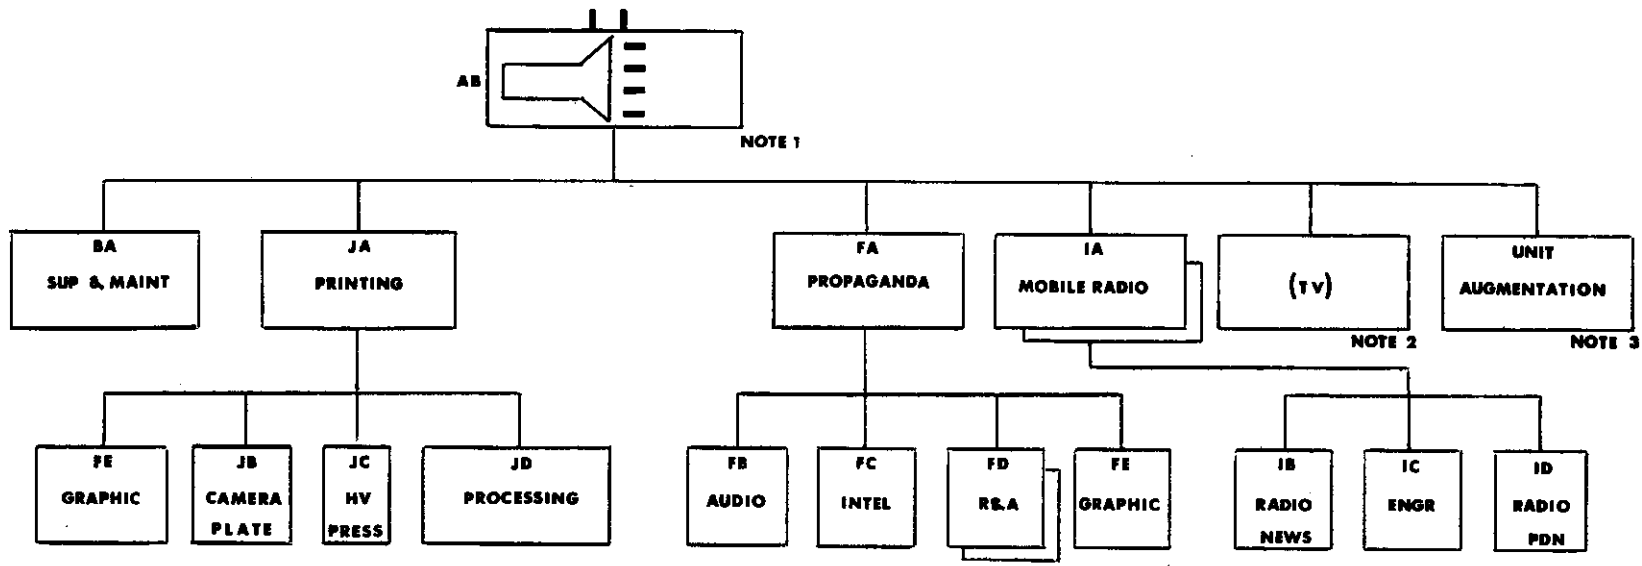 AB
NOTE 1
BA
SUP & MAINT
JA
PRINTING
FA
PROPAGANDA
IA
MOBILE RADIO
(TV)
NOTE 2
UNIT
AUGMENTATION
NOTE 3
FE
GRAPHIC
JB
CAMERA
PLATE
JC
HV
PRESS
JD
PROCESSING
FB
AUDIO
FC
INTEL
FD
R&A
FE
GRAPHIC
IB
RADIO
NEWS
IC
ENGR
ID
RADIO
PDN